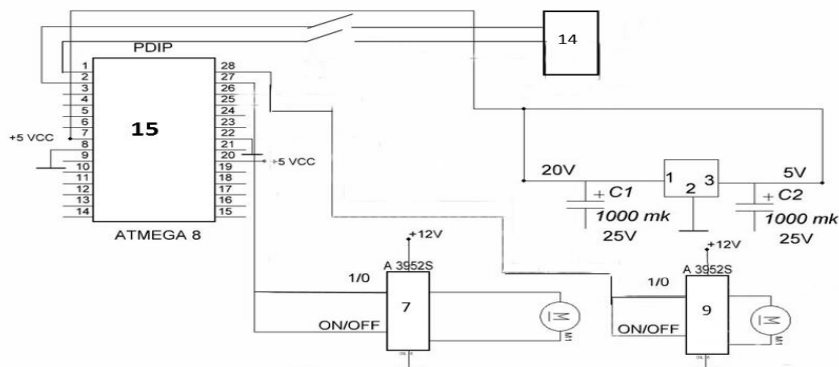 14
PDIP
1 28
2 27
3 26
4 25
5 24
6 23
+5 VCC 7 22
8 21
9 20 +5 VCC
10 19
11 18
12 17
13 16
14 15
15
ATMEGA 8
20V
5V
1
2
3
+ C1
1000 mk
25V
+ C2
1000 mk
25V
+12V
A 3952S
1/0
7
ON/OFF
M
M1
+12V
A 3952S
1/0
9
ON/OFF
M
M1